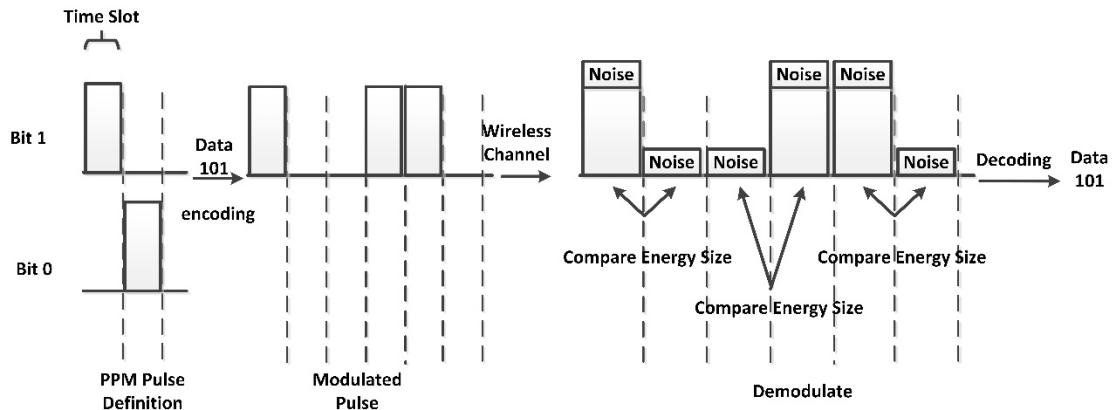 Time Slot
Bit 1
Bit 0
Data
101
encoding
PPM Pulse
Definition
Modulated
Pulse
Wireless
Channel
Noise
Noise
Noise
Noise
Noise
Noise
Compare Energy Size
Compare Energy Size
Compare Energy Size
Demodulate
Decoding
Data
101